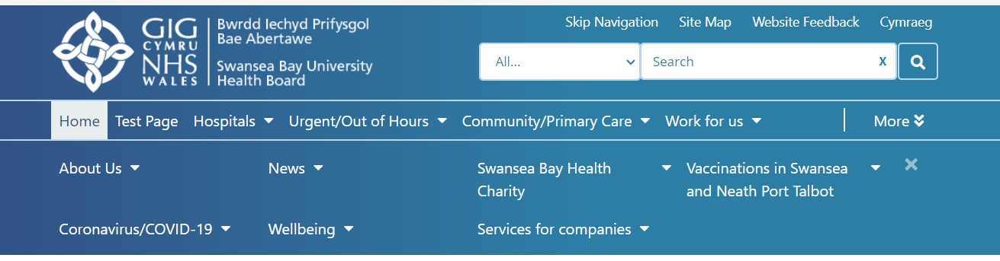 Skip Navigation Site Map Website Feedback Cymraeg
GIG
CYMRU
NHS
WALES
Bwrdd Iechyd Prifysgol
Bae Abertawe
Swansea Bay University
Health Board
All... Search X
Home Test Page Hospitals Urgent/Out of Hours Community/Primary Care Work for us More
About Us News Swansea Bay Health Charity Vaccinations in Swansea and Neath Port Talbot
Coronavirus/COVID-19 Wellbeing Services for companies